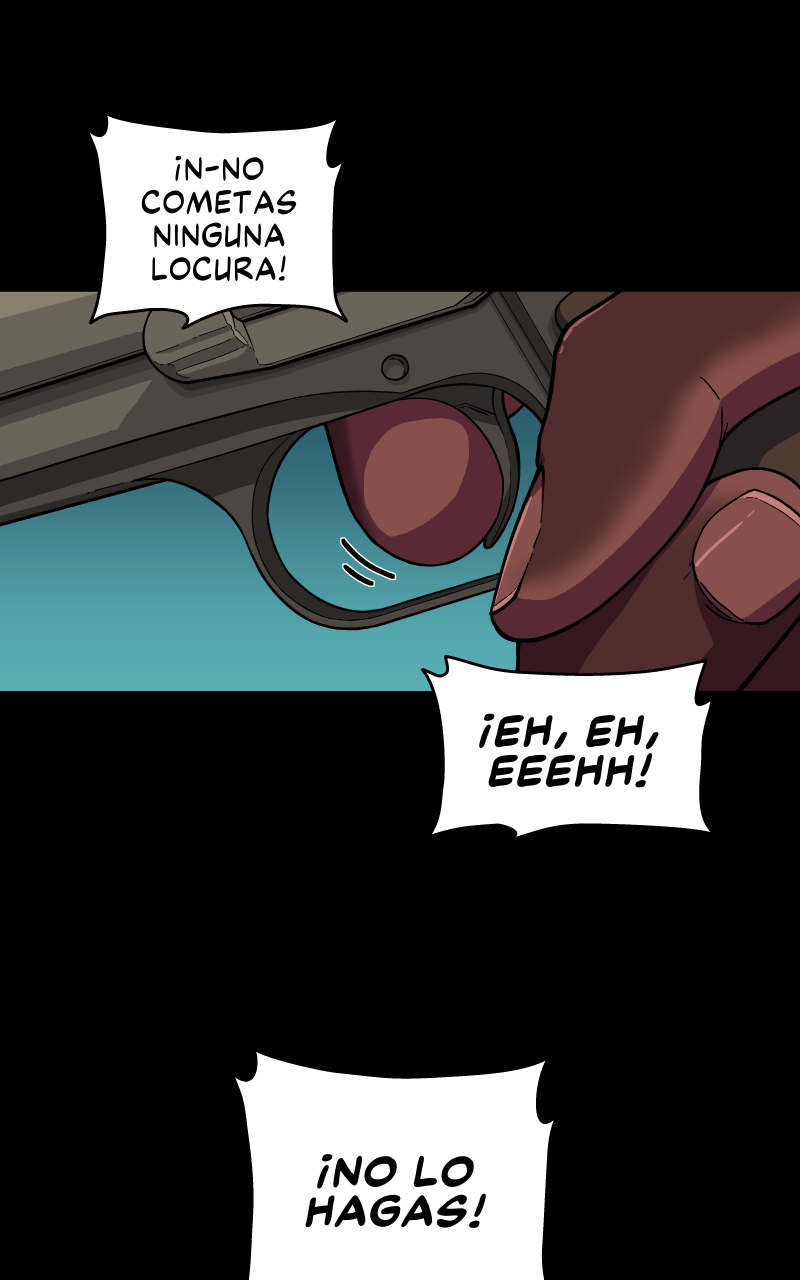 ¡N-NO
COMETAS
NINGUNA
LOCURA!
¡EH, EH,
EEEHH!
¡NO LO
HAGAS!